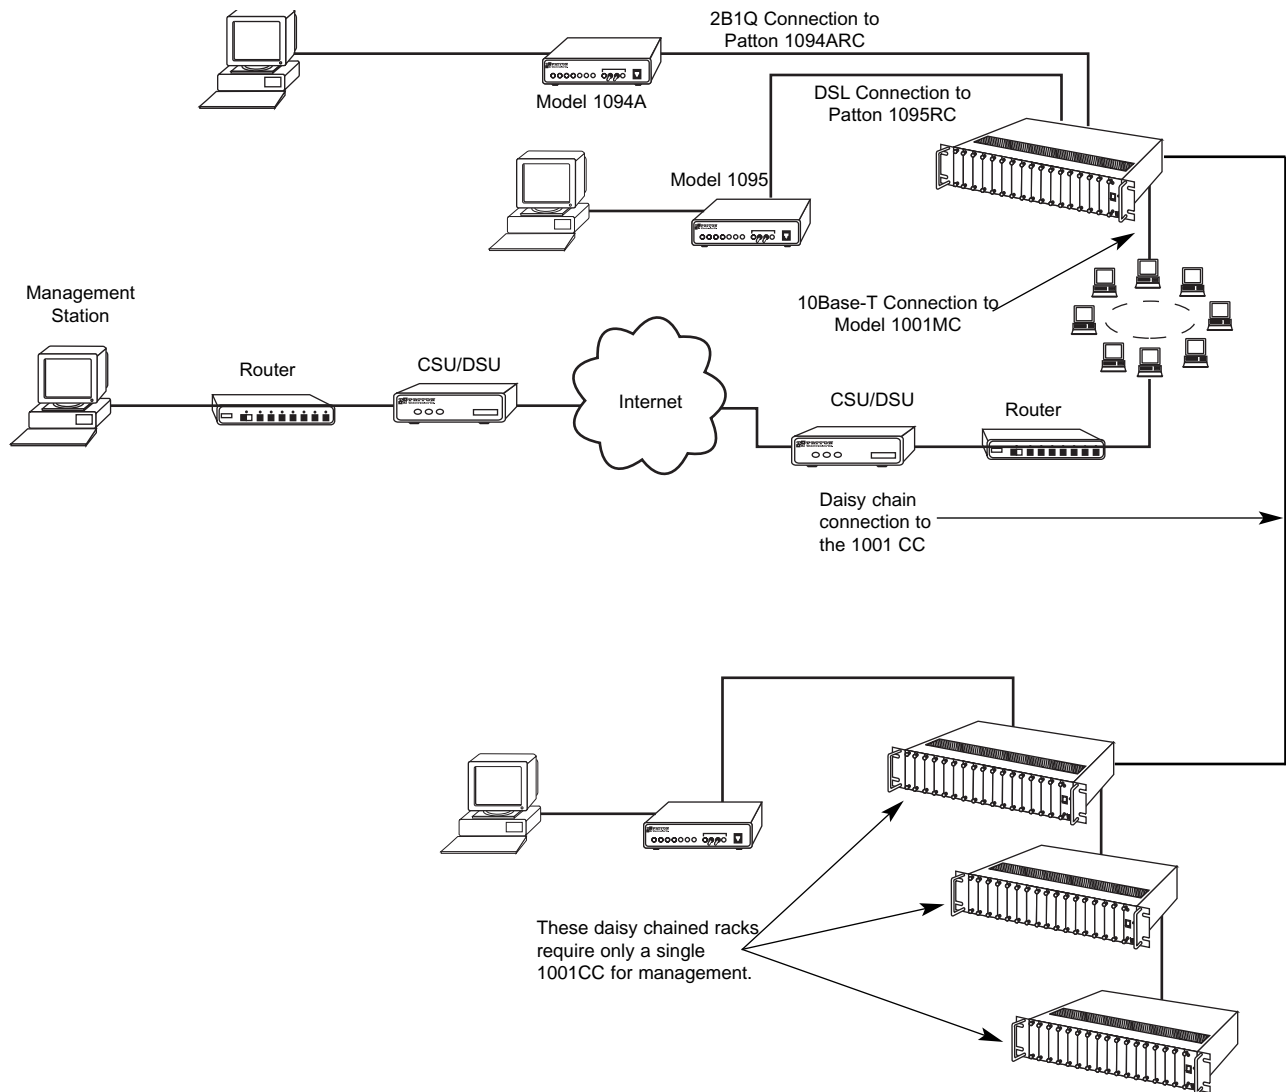 2B1Q Connection to
Patton 1094ARC
Model 1094A
DSL Connection to
Patton 1095RC
Model 1095
Management
Station
10Base-T Connection to
Model 1001MC
Router
CSU/DSU
Internet
CSU/DSU
Router
Daisy chain
connection to
the 1001 CC
These daisy chained racks
require only a single
1001CC for management.